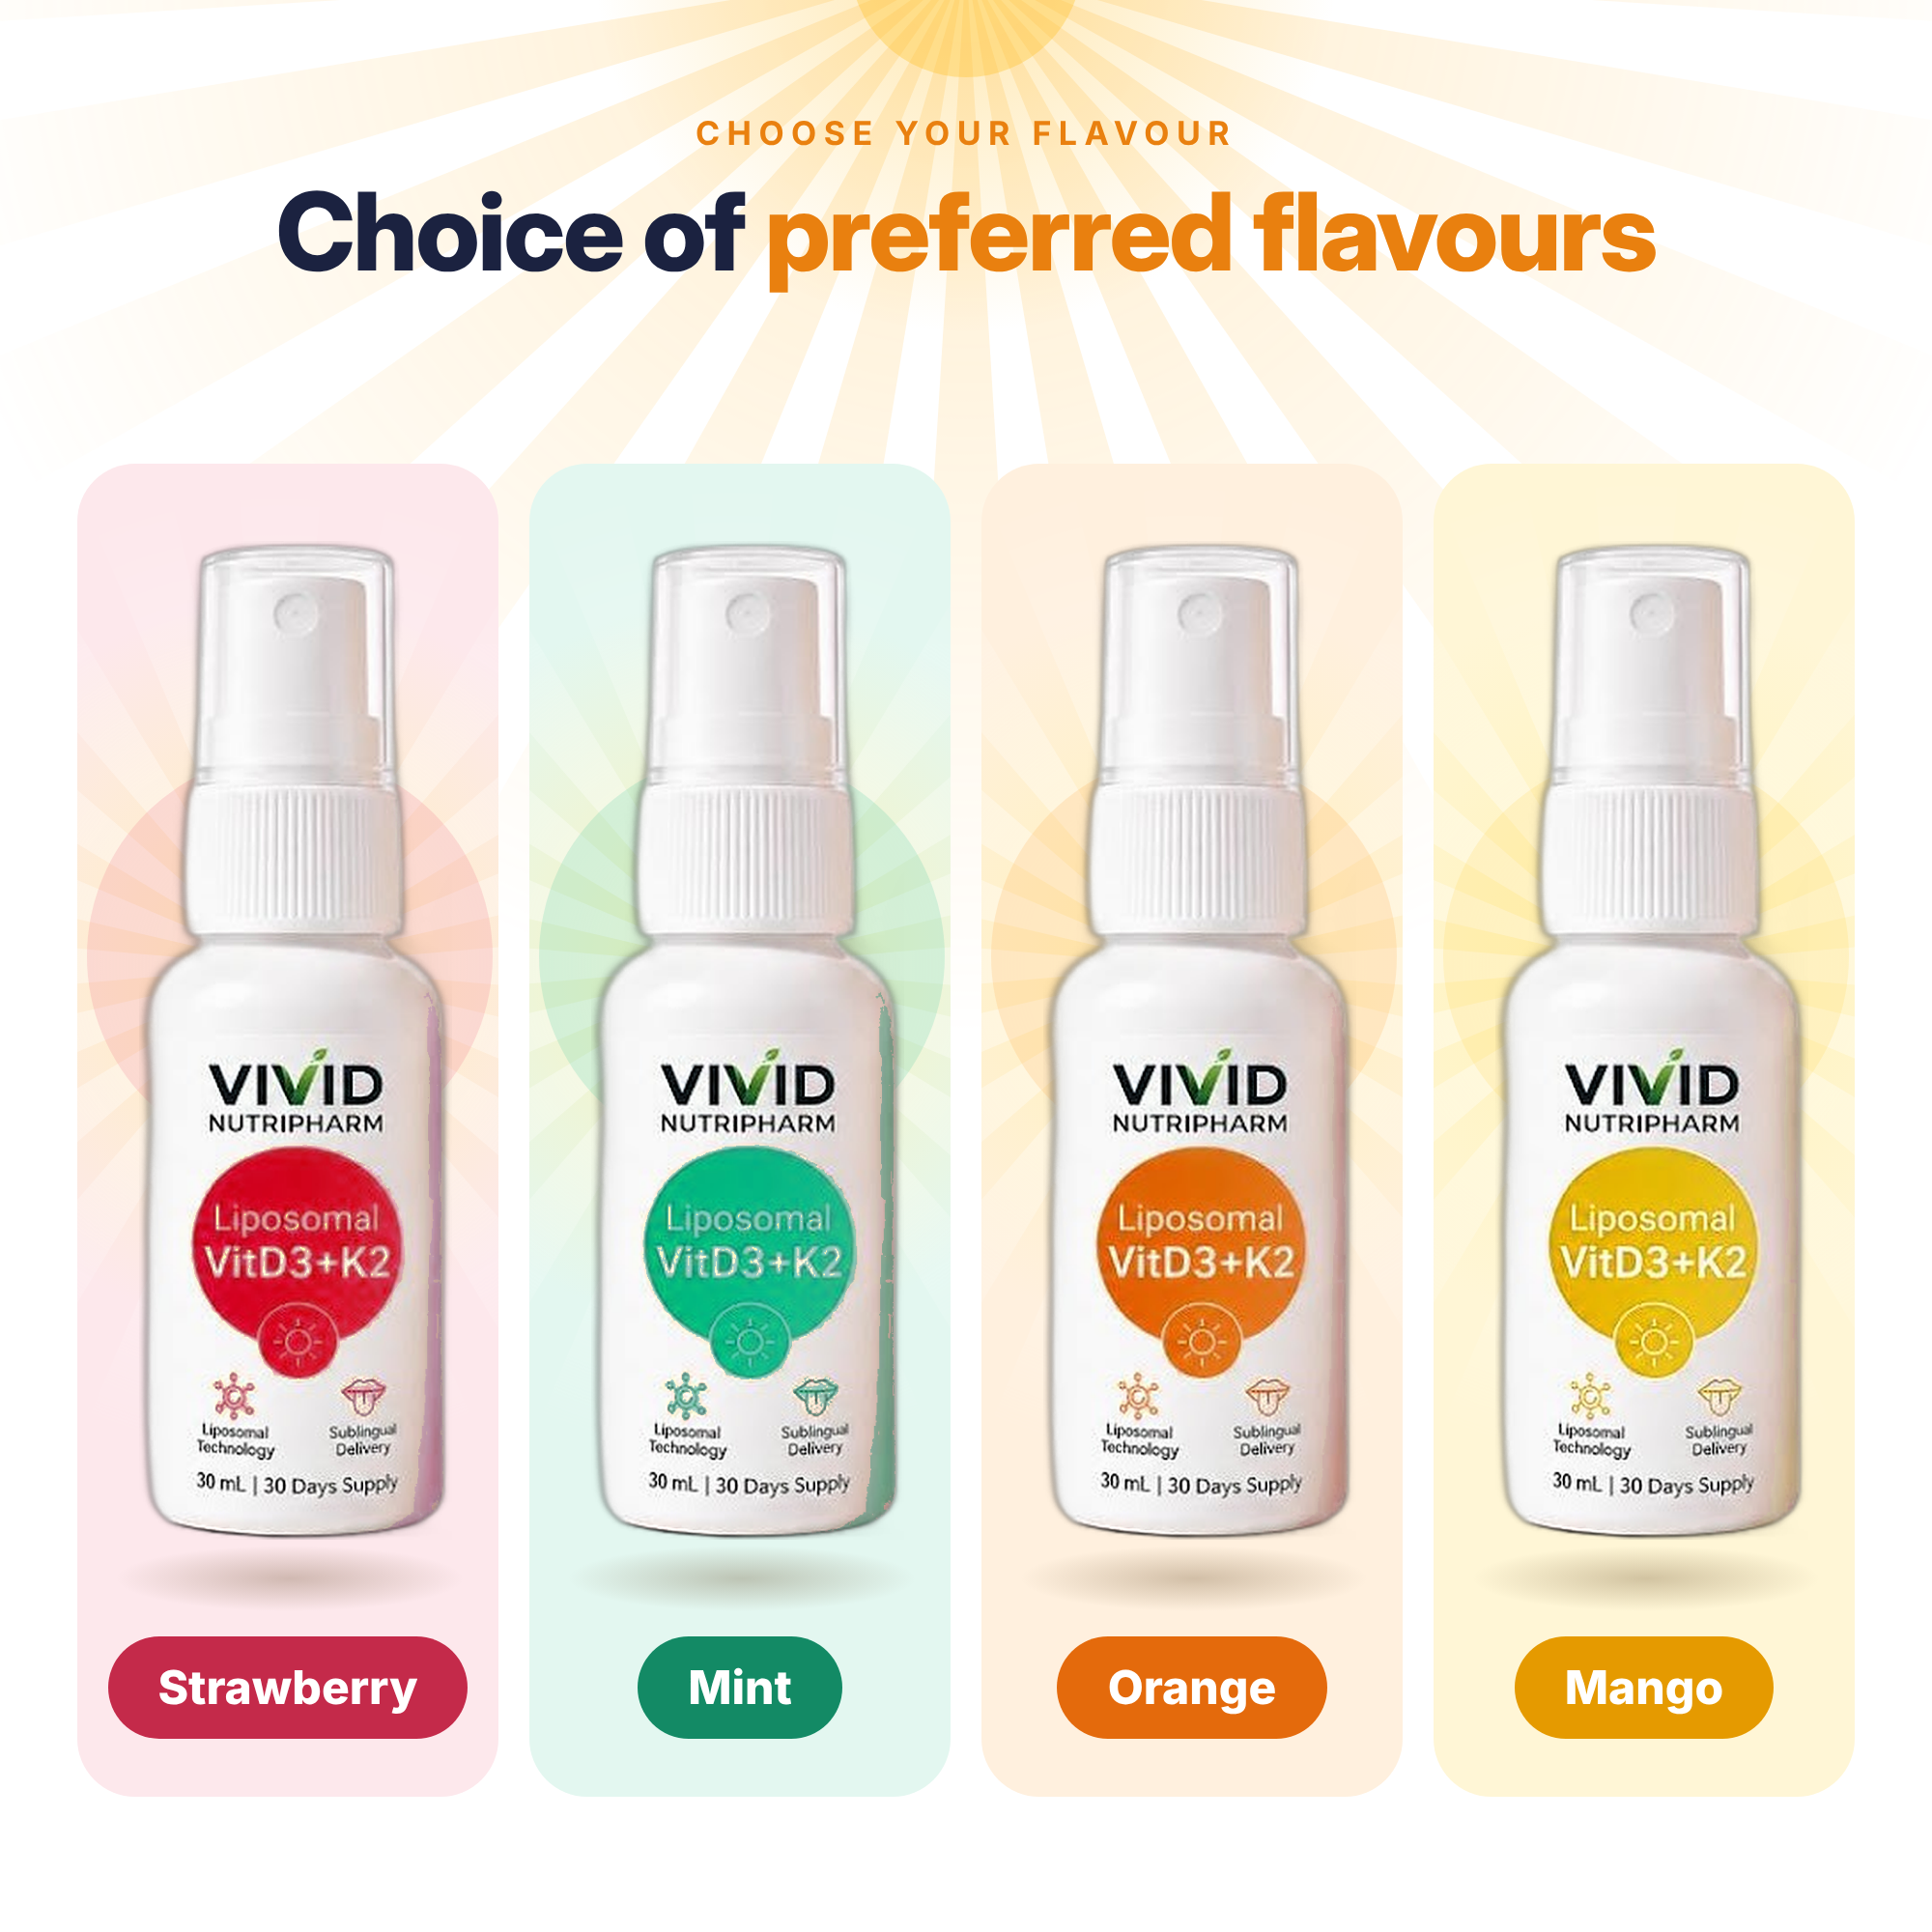 CHOOSE YOUR FLAVOUR
Choice of preferred flavours
VIVID
NUTRIPHARM
Liposomal
VitD3+K2
Liposomal
Technology
Sublingual
Delivery
30 mL | 30 Days Supply
Strawberry
VIVID
NUTRIPHARM
Liposomal
VitD3+K2
Liposomal
Technology
Sublingual
Delivery
30 mL | 30 Days Supply
Mint
VIVID
NUTRIPHARM
Liposomal
VitD3+K2
Liposomal
Technology
Sublingual
Delivery
30 mL | 30 Days Supply
Orange
VIVID
NUTRIPHARM
Liposomal
VitD3+K2
Liposomal
Technology
Sublingual
Delivery
30 mL | 30 Days Supply
Mango